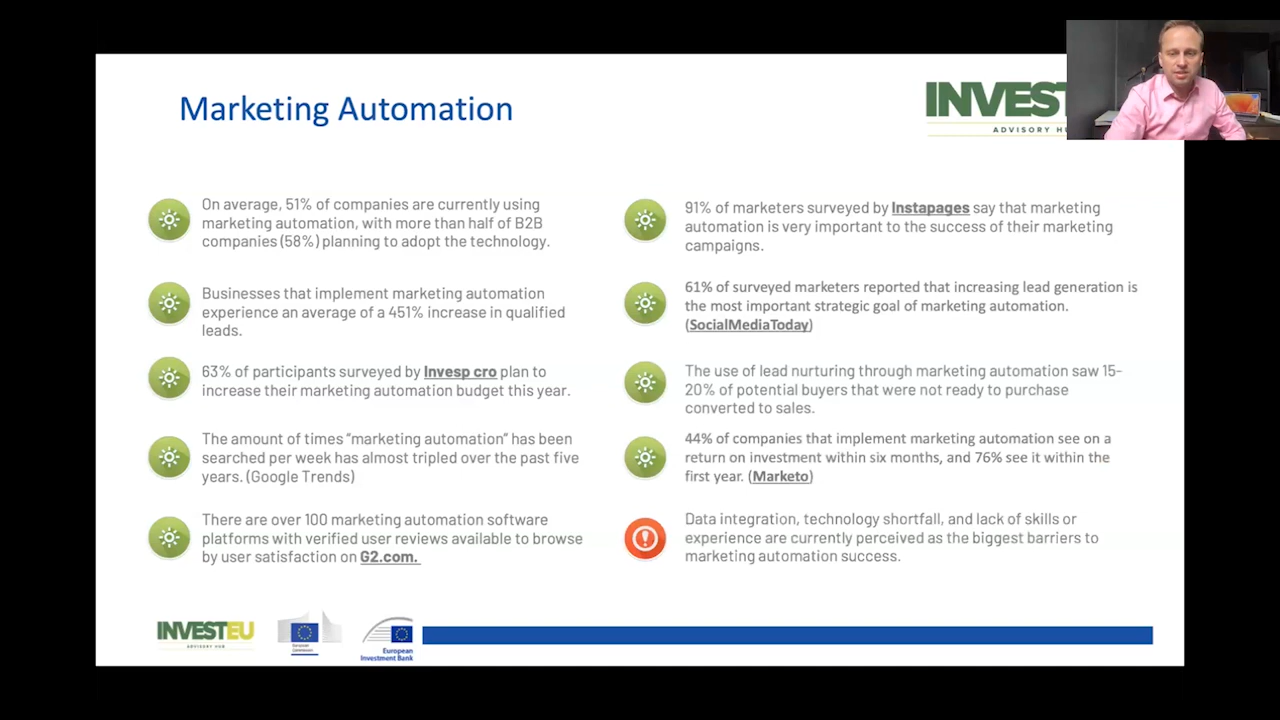 Marketing Automation
INVEST
ADVISORY
On average, 51% of companies are currently using
marketing automation, with more than half of B2B
companies (58%) planning to adopt the technology.
Businesses that implement marketing automation
experience an average of a 451% increase in qualified
leads.
63% of participants surveyed by Invesp cro plan to
increase their marketing automation budget this year.
The amount of times “marketing automation” has been
searched per week has almost tripled over the past five
years. (Google Trends)
There are over 100 marketing automation software
platforms with verified user reviews available to browse
by user satisfaction on G2.com.
91% of marketers surveyed by Instapages say that marketing
automation is very important to the success of their marketing
campaigns.
61% of surveyed marketers reported that increasing lead generation is
the most important strategic goal of marketing automation.
(SocialMediaToday)
The use of lead nurturing through marketing automation saw 15-
20% of potential buyers that were not ready to purchase
converted to sales.
44% of companies that implement marketing automation see on a
return on investment within six months, and 76% see it within the
first year. (Marketo)
Data integration, technology shortfall, and lack of skills or
experience are currently perceived as the biggest barriers to
marketing automation success.
INVESTEU
ADVISORY HUB
European
Commission
European
Investment Bank